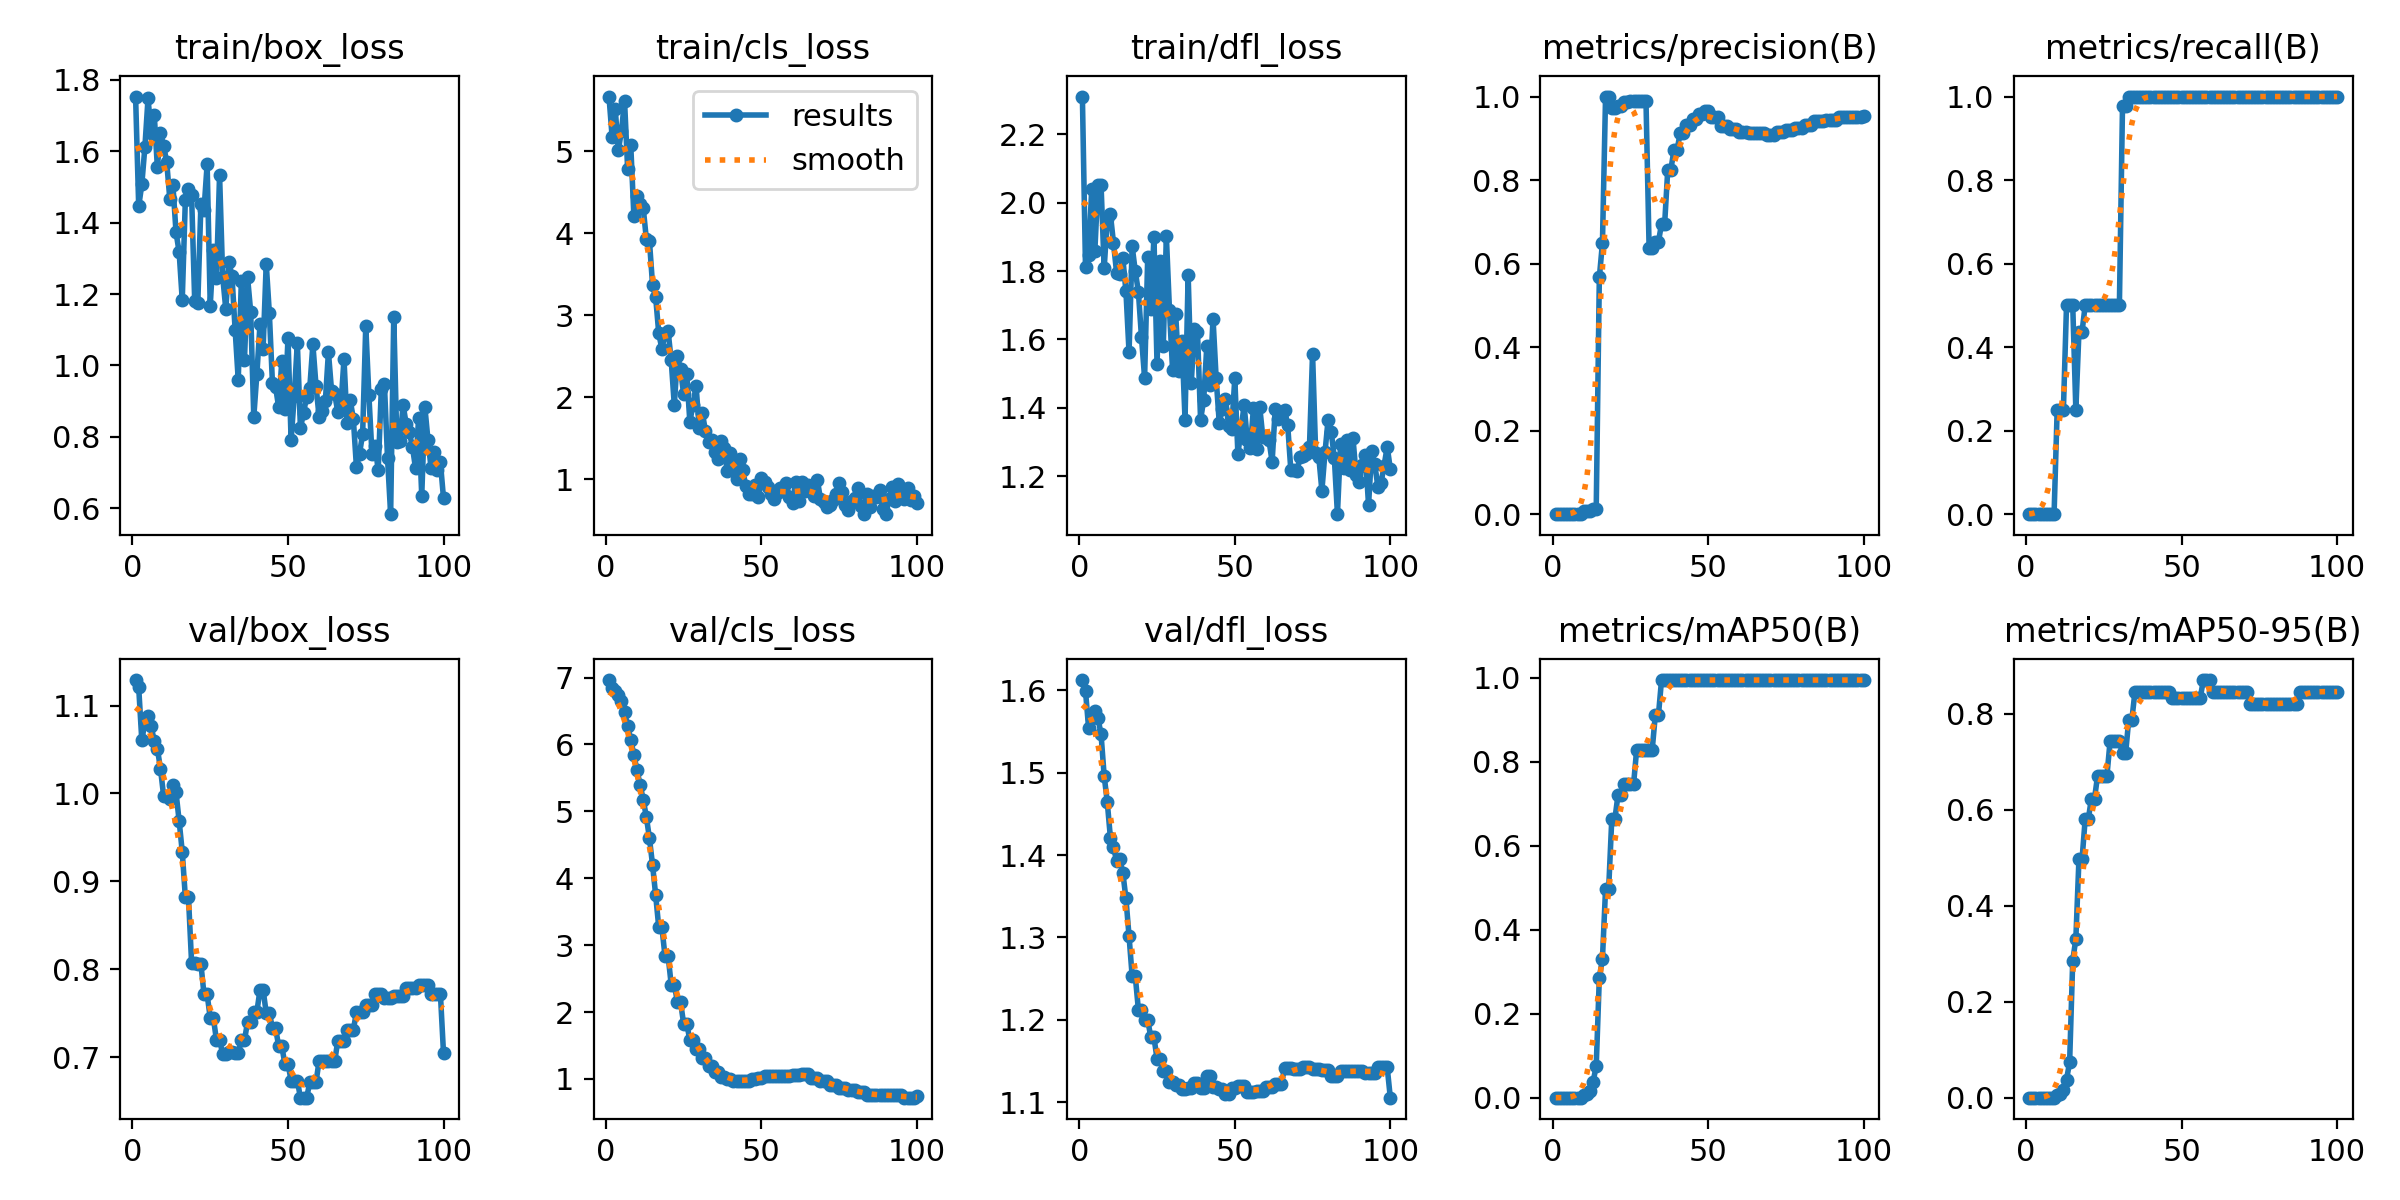 train/box_loss
1.8
1.6
1.4
1.2
1.0
0.8
0.6
0 50 100
train/cls_loss
results
smooth
5
4
3
2
1
0 50 100
train/dfl_loss
2.2
2.0
1.8
1.6
1.4
1.2
0 50 100
metrics/precision(B)
1.0
0.8
0.6
0.4
0.2
0.0
0 50 100
metrics/recall(B)
1.0
0.8
0.6
0.4
0.2
0.0
0 50 100
val/box_loss
1.1
1.0
0.9
0.8
0.7
0 50 100
val/cls_loss
7
6
5
4
3
2
1
0 50 100
val/dfl_loss
1.6
1.5
1.4
1.3
1.2
1.1
0 50 100
metrics/mAP50(B)
1.0
0.8
0.6
0.4
0.2
0.0
0 50 100
metrics/mAP50-95(B)
0.8
0.6
0.4
0.2
0.0
0 50 100